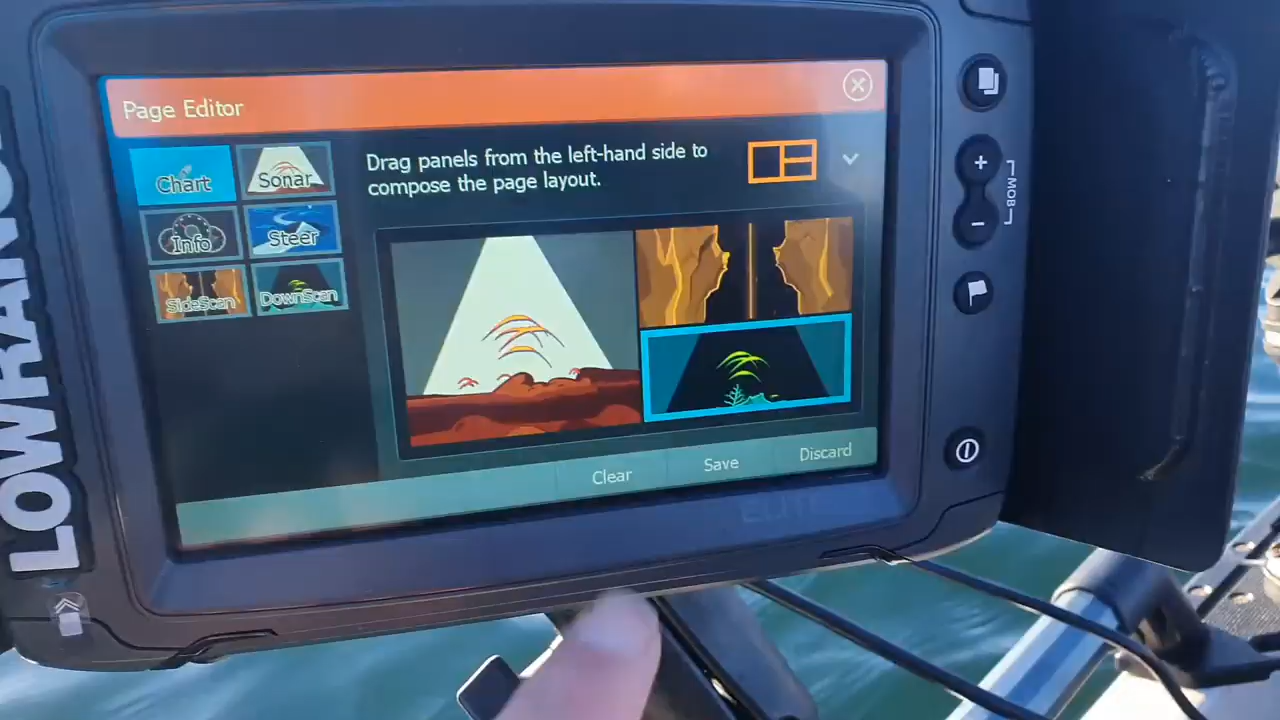 Page Editor
Chart
Sonar
Info
Steer
SideScan
DownScan
Drag panels from the left-hand side to
compose the page layout.
Clear
Save
Discard
LOWRANCE
+
-
MOB